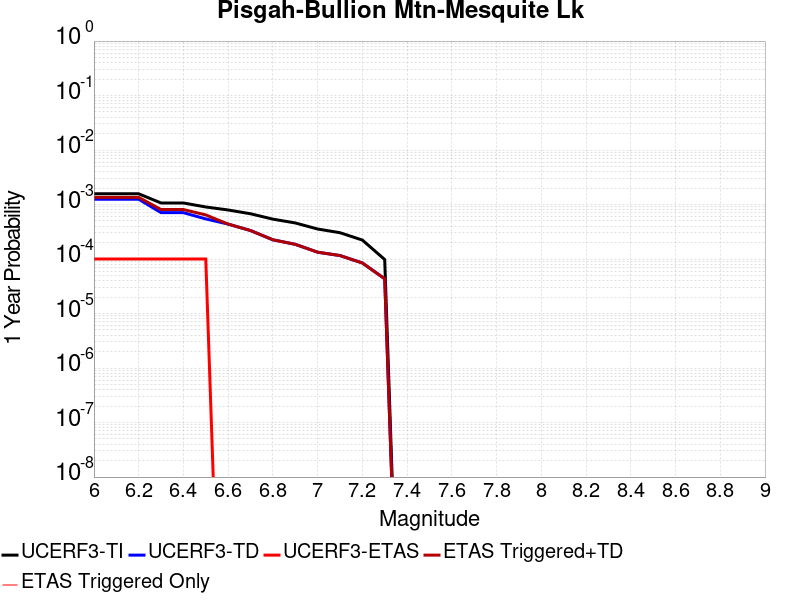 Pisgah-Bullion Mtn-Mesquite Lk
1 Year Probability
10^0
10^-1
10^-2
10^-3
10^-4
10^-5
10^-6
10^-7
10^-8
6 6.2 6.4 6.6 6.8 7 7.2 7.4 7.6 7.8 8 8.2 8.4 8.6 8.8 9
Magnitude
UCERF3-TI UCERF3-TD UCERF3-ETAS ETAS Triggered+TD
ETAS Triggered Only